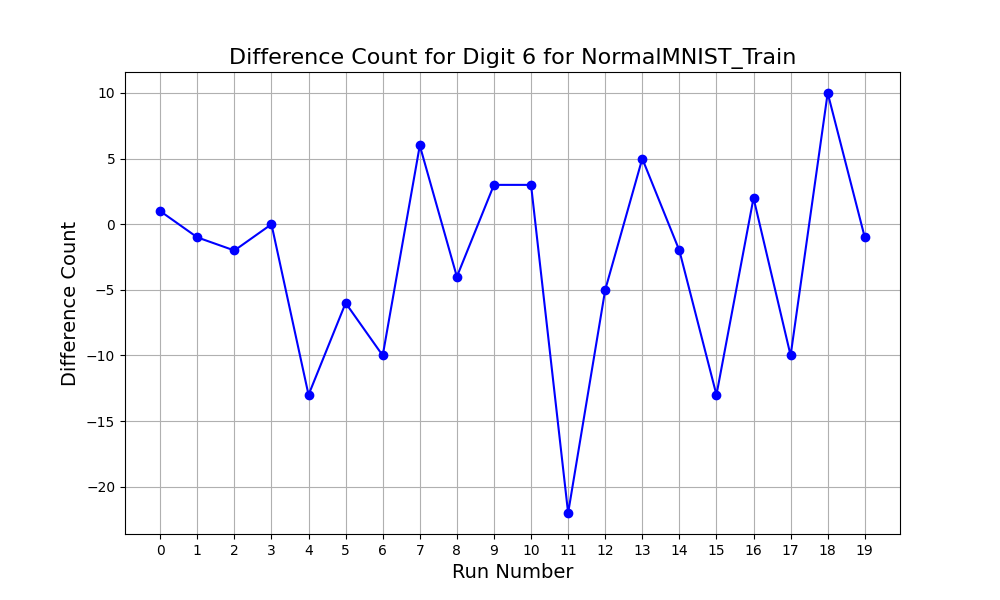 Difference Count for Digit 6 for NormalMNIST_Train
Difference Count
10
5
0
−5
−10
−15
−20
0 1 2 3 4 5 6 7 8 9 10 11 12 13 14 15 16 17 18 19
Run Number